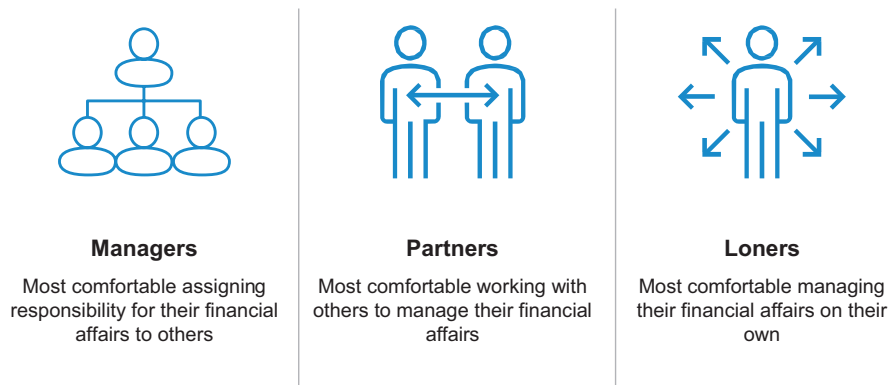 Managers
Most comfortable assigning
responsibility for their financial
affairs to others
Partners
Most comfortable working with
others to manage their financial
affairs
Loners
Most comfortable managing
their financial affairs on their
own